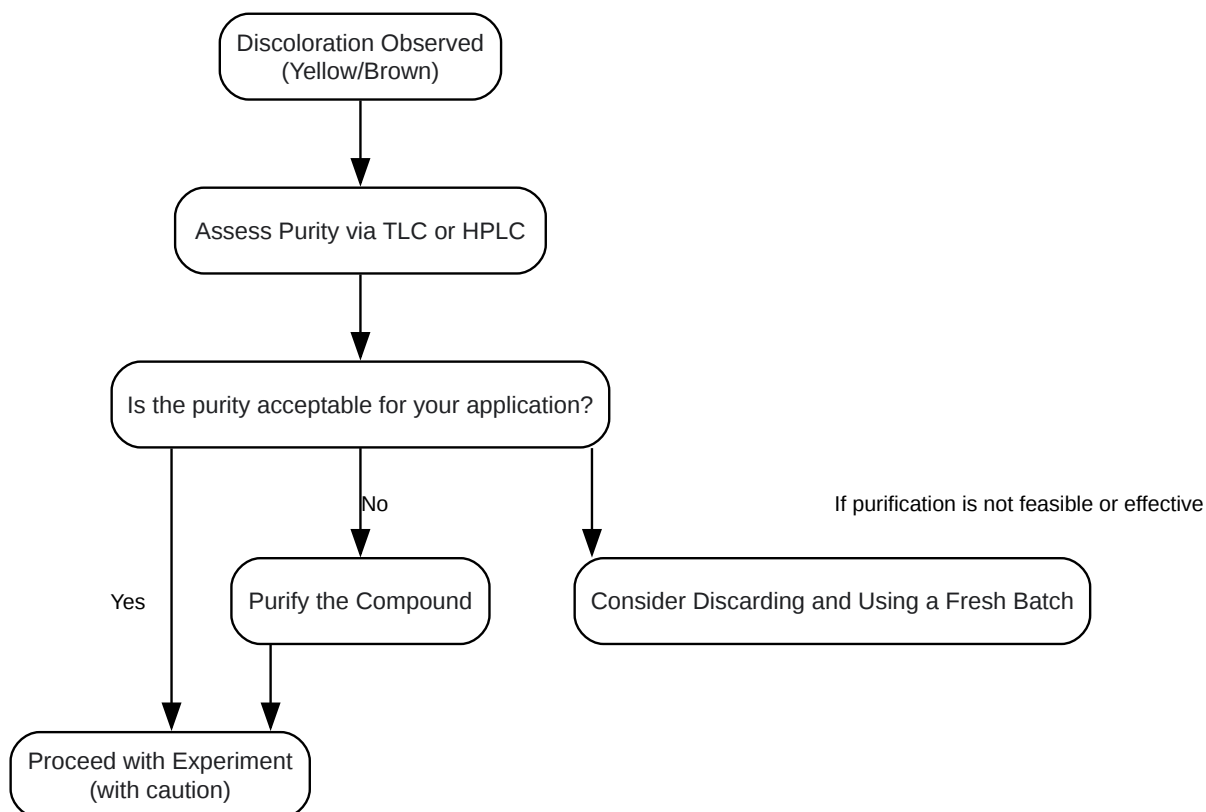 Discoloration Observed
(Yellow/Brown)
Assess Purity via TLC or HPLC
Is the purity acceptable for your application?
No
If purification is not feasible or effective
Yes
Purify the Compound
Consider Discarding and Using a Fresh Batch
Proceed with Experiment
(with caution)